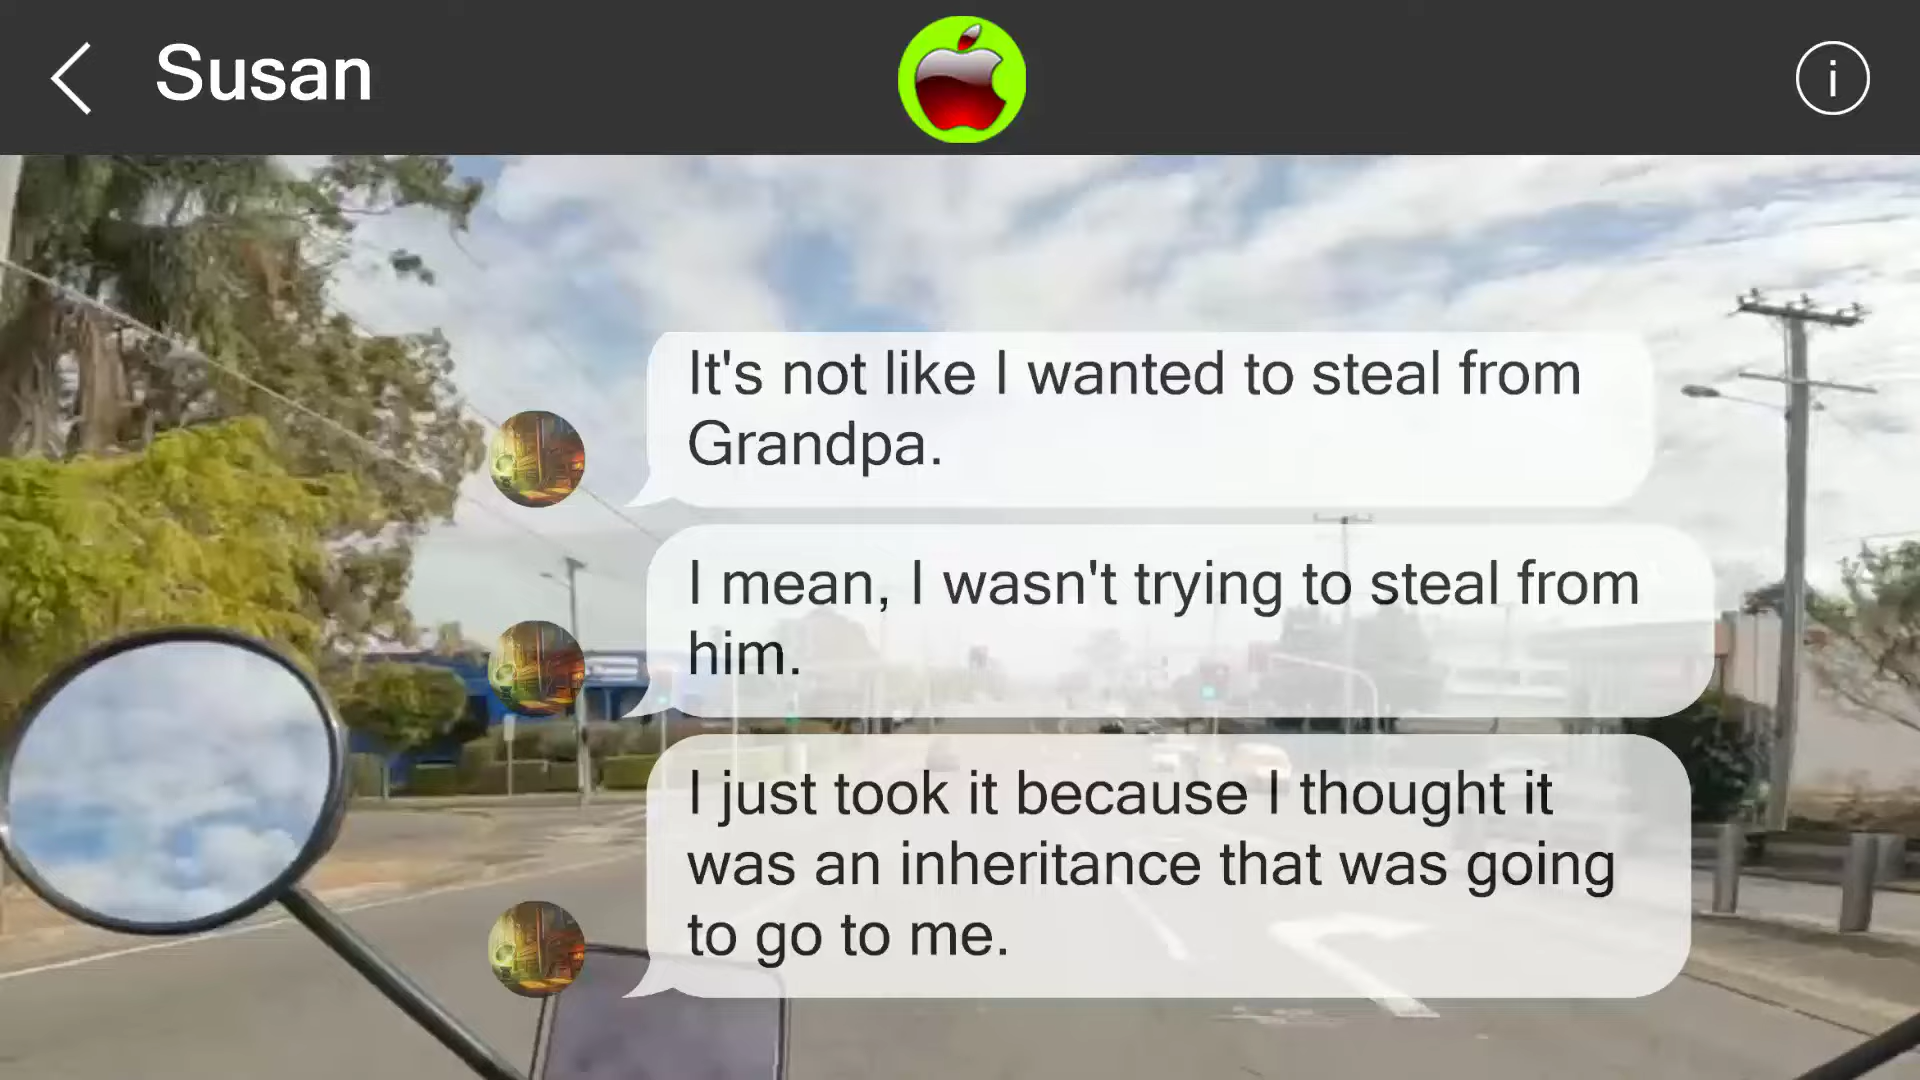 Susan
i
It's not like I wanted to steal from
Grandpa.
I mean, I wasn't trying to steal from
him.
I just took it because I thought it
was an inheritance that was going
to go to me.